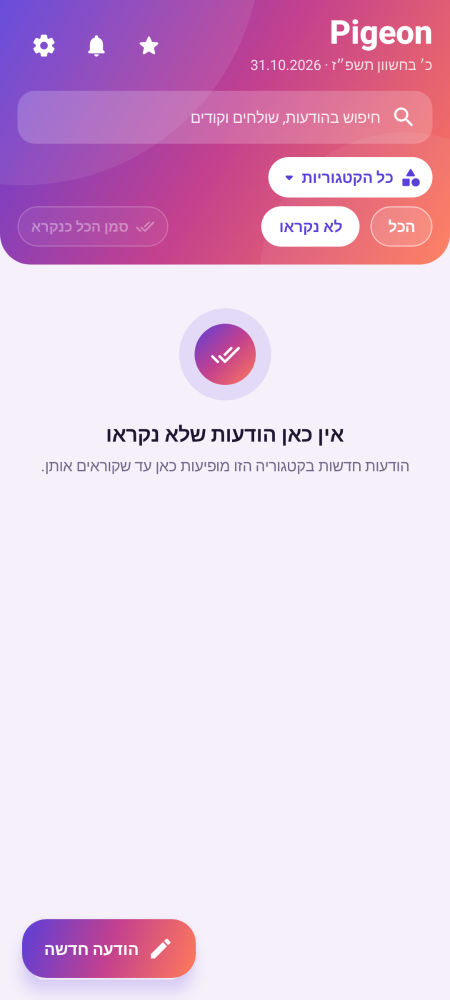 Pigeon
כ׳ בחשוון תשפ״ז · 31.10.2026
חיפוש בהודעות, שולחים וקודים
כל הקטגוריות
הכל
לא נקראו
סמן הכל כנקרא
אין כאן הודעות שלא נקראו
הודעות חדשות בקטגוריה הזו מופיעות כאן עד שקוראים אותן.
הודעה חדשה